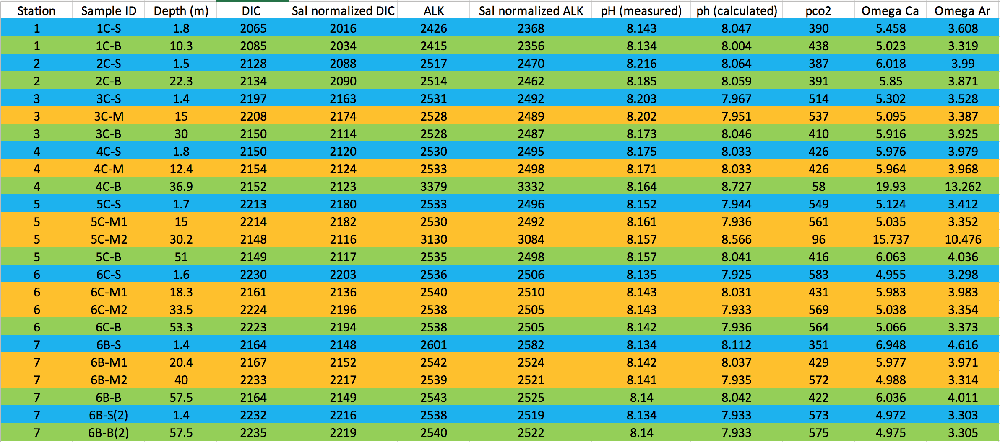 Station Sample ID Depth (m) DIC Sal normalized DIC ALK Sal normalized ALK pH (measured) ph (calculated) pco2 Omega Ca Omega Ar
1 1C-S 1.8 2065 2016 2426 2368 8.143 8.047 390 5.458 3.608
1 1C-B 10.3 2085 2034 2415 2356 8.134 8.004 438 5.023 3.319
2 2C-S 1.5 2128 2088 2517 2470 8.216 8.064 387 6.018 3.99
2 2C-B 22.3 2134 2090 2514 2462 8.185 8.059 391 5.85 3.871
3 3C-S 1.4 2197 2163 2531 2492 8.203 7.967 514 5.302 3.528
3 3C-M 15 2208 2174 2528 2489 8.202 7.951 537 5.095 3.387
3 3C-B 30 2150 2114 2528 2487 8.173 8.046 410 5.916 3.925
4 4C-S 1.8 2150 2120 2530 2495 8.175 8.033 426 5.976 3.979
4 4C-M 12.4 2154 2124 2533 2498 8.171 8.033 426 5.964 3.968
4 4C-B 36.9 2152 2123 3379 3332 8.164 8.727 58 19.93 13.262
5 5C-S 1.7 2213 2180 2533 2496 8.152 7.944 549 5.124 3.412
5 5C-M1 15 2214 2182 2530 2492 8.161 7.936 561 5.035 3.352
5 5C-M2 30.2 2148 2116 3130 3084 8.157 8.566 96 15.737 10.476
5 5C-B 51 2149 2117 2535 2498 8.157 8.041 416 6.063 4.036
6 6C-S 1.6 2230 2203 2536 2506 8.135 7.925 583 4.955 3.298
6 6C-M1 18.3 2161 2136 2540 2510 8.143 8.031 431 5.983 3.983
6 6C-M2 33.5 2224 2196 2538 2505 8.143 7.933 569 5.038 3.354
6 6C-B 53.3 2223 2194 2538 2505 8.142 7.936 564 5.066 3.373
7 6B-S 1.4 2164 2148 2601 2582 8.134 8.112 351 6.948 4.616
7 6B-M1 20.4 2167 2152 2542 2524 8.142 8.037 429 5.977 3.971
7 6B-M2 40 2233 2217 2539 2521 8.141 7.935 572 4.988 3.314
7 6B-B 57.5 2164 2149 2543 2525 8.14 8.042 422 6.036 4.011
7 6B-S(2) 1.4 2232 2216 2538 2519 8.134 7.933 573 4.972 3.303
7 6B-B(2) 57.5 2235 2219 2540 2522 8.14 7.933 575 4.975 3.305